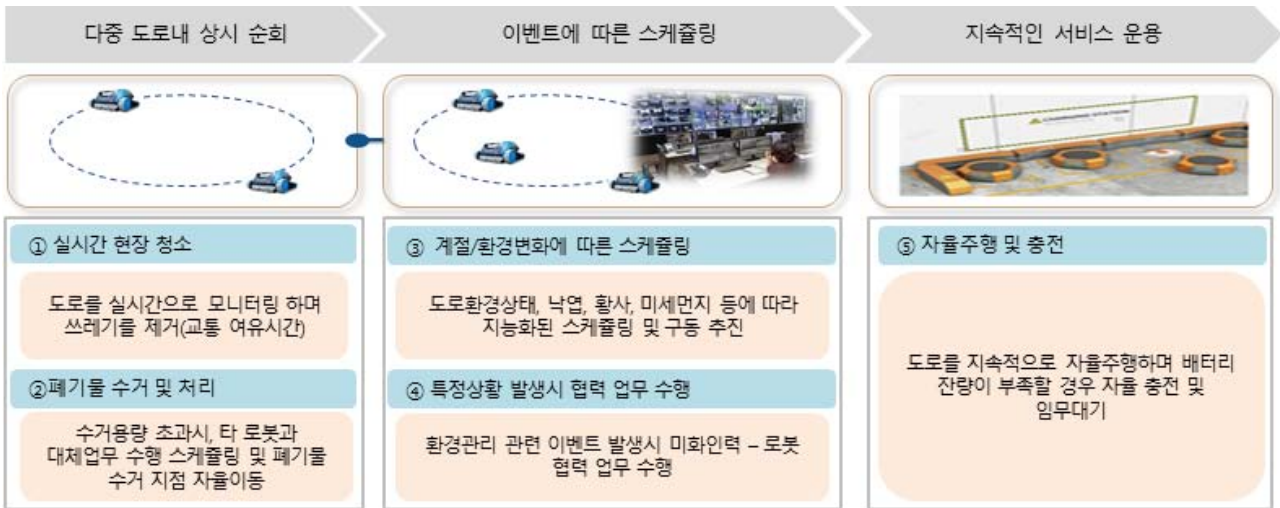 다중 도로내 상시 순회
이벤트에 따른 스케쥴링
지속적인 서비스 운용
① 실시간 현장 청소
도로를 실시간으로 모니터링 하며
쓰레기를 제거(교통 여유시간)
②폐기물 수거 및 처리
수거용량 초과시, 타 로봇과
대체업무 수행 스케쥴링 및 폐기물
수거 지점 자율이동
③ 계절/환경변화에 따른 스케쥴링
도로환경상태, 낙엽, 황사, 미세먼지 등에 따라
지능화된 스케쥴링 및 구동 추진
④ 특정상황 발생시 협력 업무 수행
환경관리 관련 이벤트 발생시 미화인력 – 로봇
협력 업무 수행
⑤ 자율주행 및 충전
도로를 지속적으로 자율주행하며 배터리
잔량이 부족할 경우 자율 충전 및
임무대기